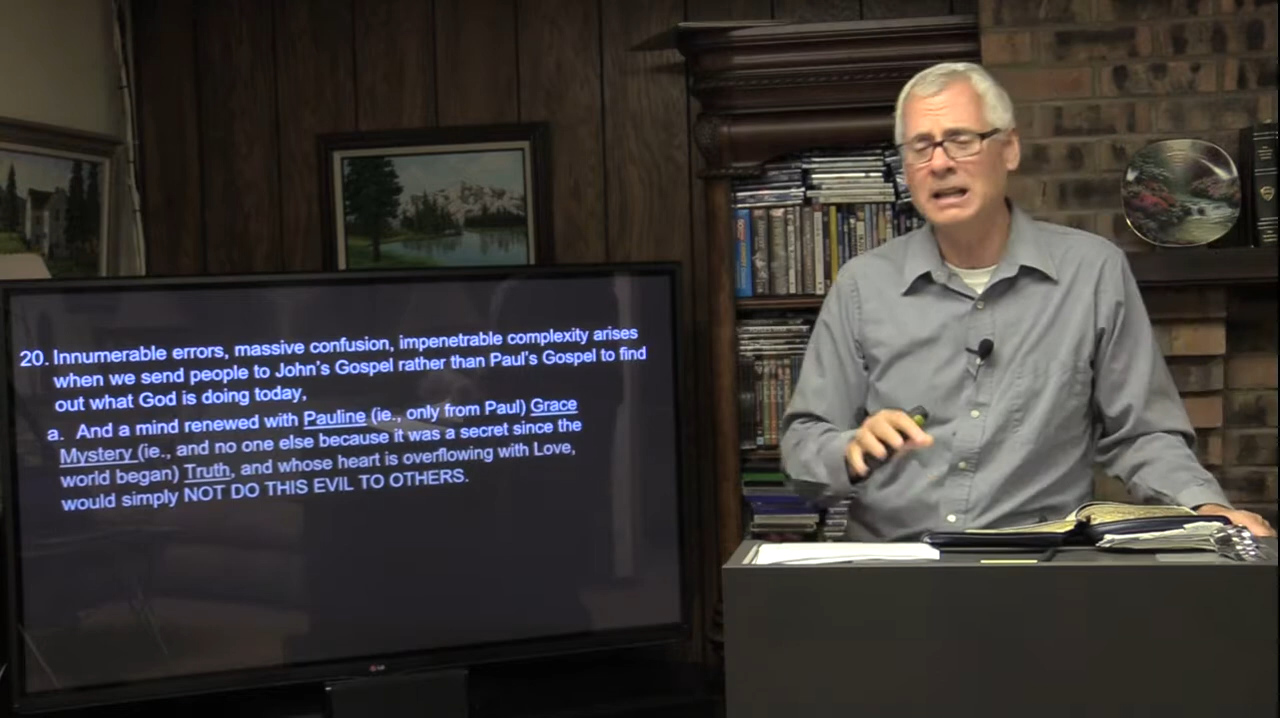 20. Innumerable errors, massive confusion, impenetrable complexity arises
when we send people to John's Gospel rather than Paul's Gospel to find
out what God is doing today,
a. And a mind renewed with Pauline (ie., only from Paul) Grace
Mystery (ie., and no one else because it was a secret since the
world began) Truth, and whose heart is overflowing with Love,
would simply NOT DO THIS EVIL TO OTHERS.
LG